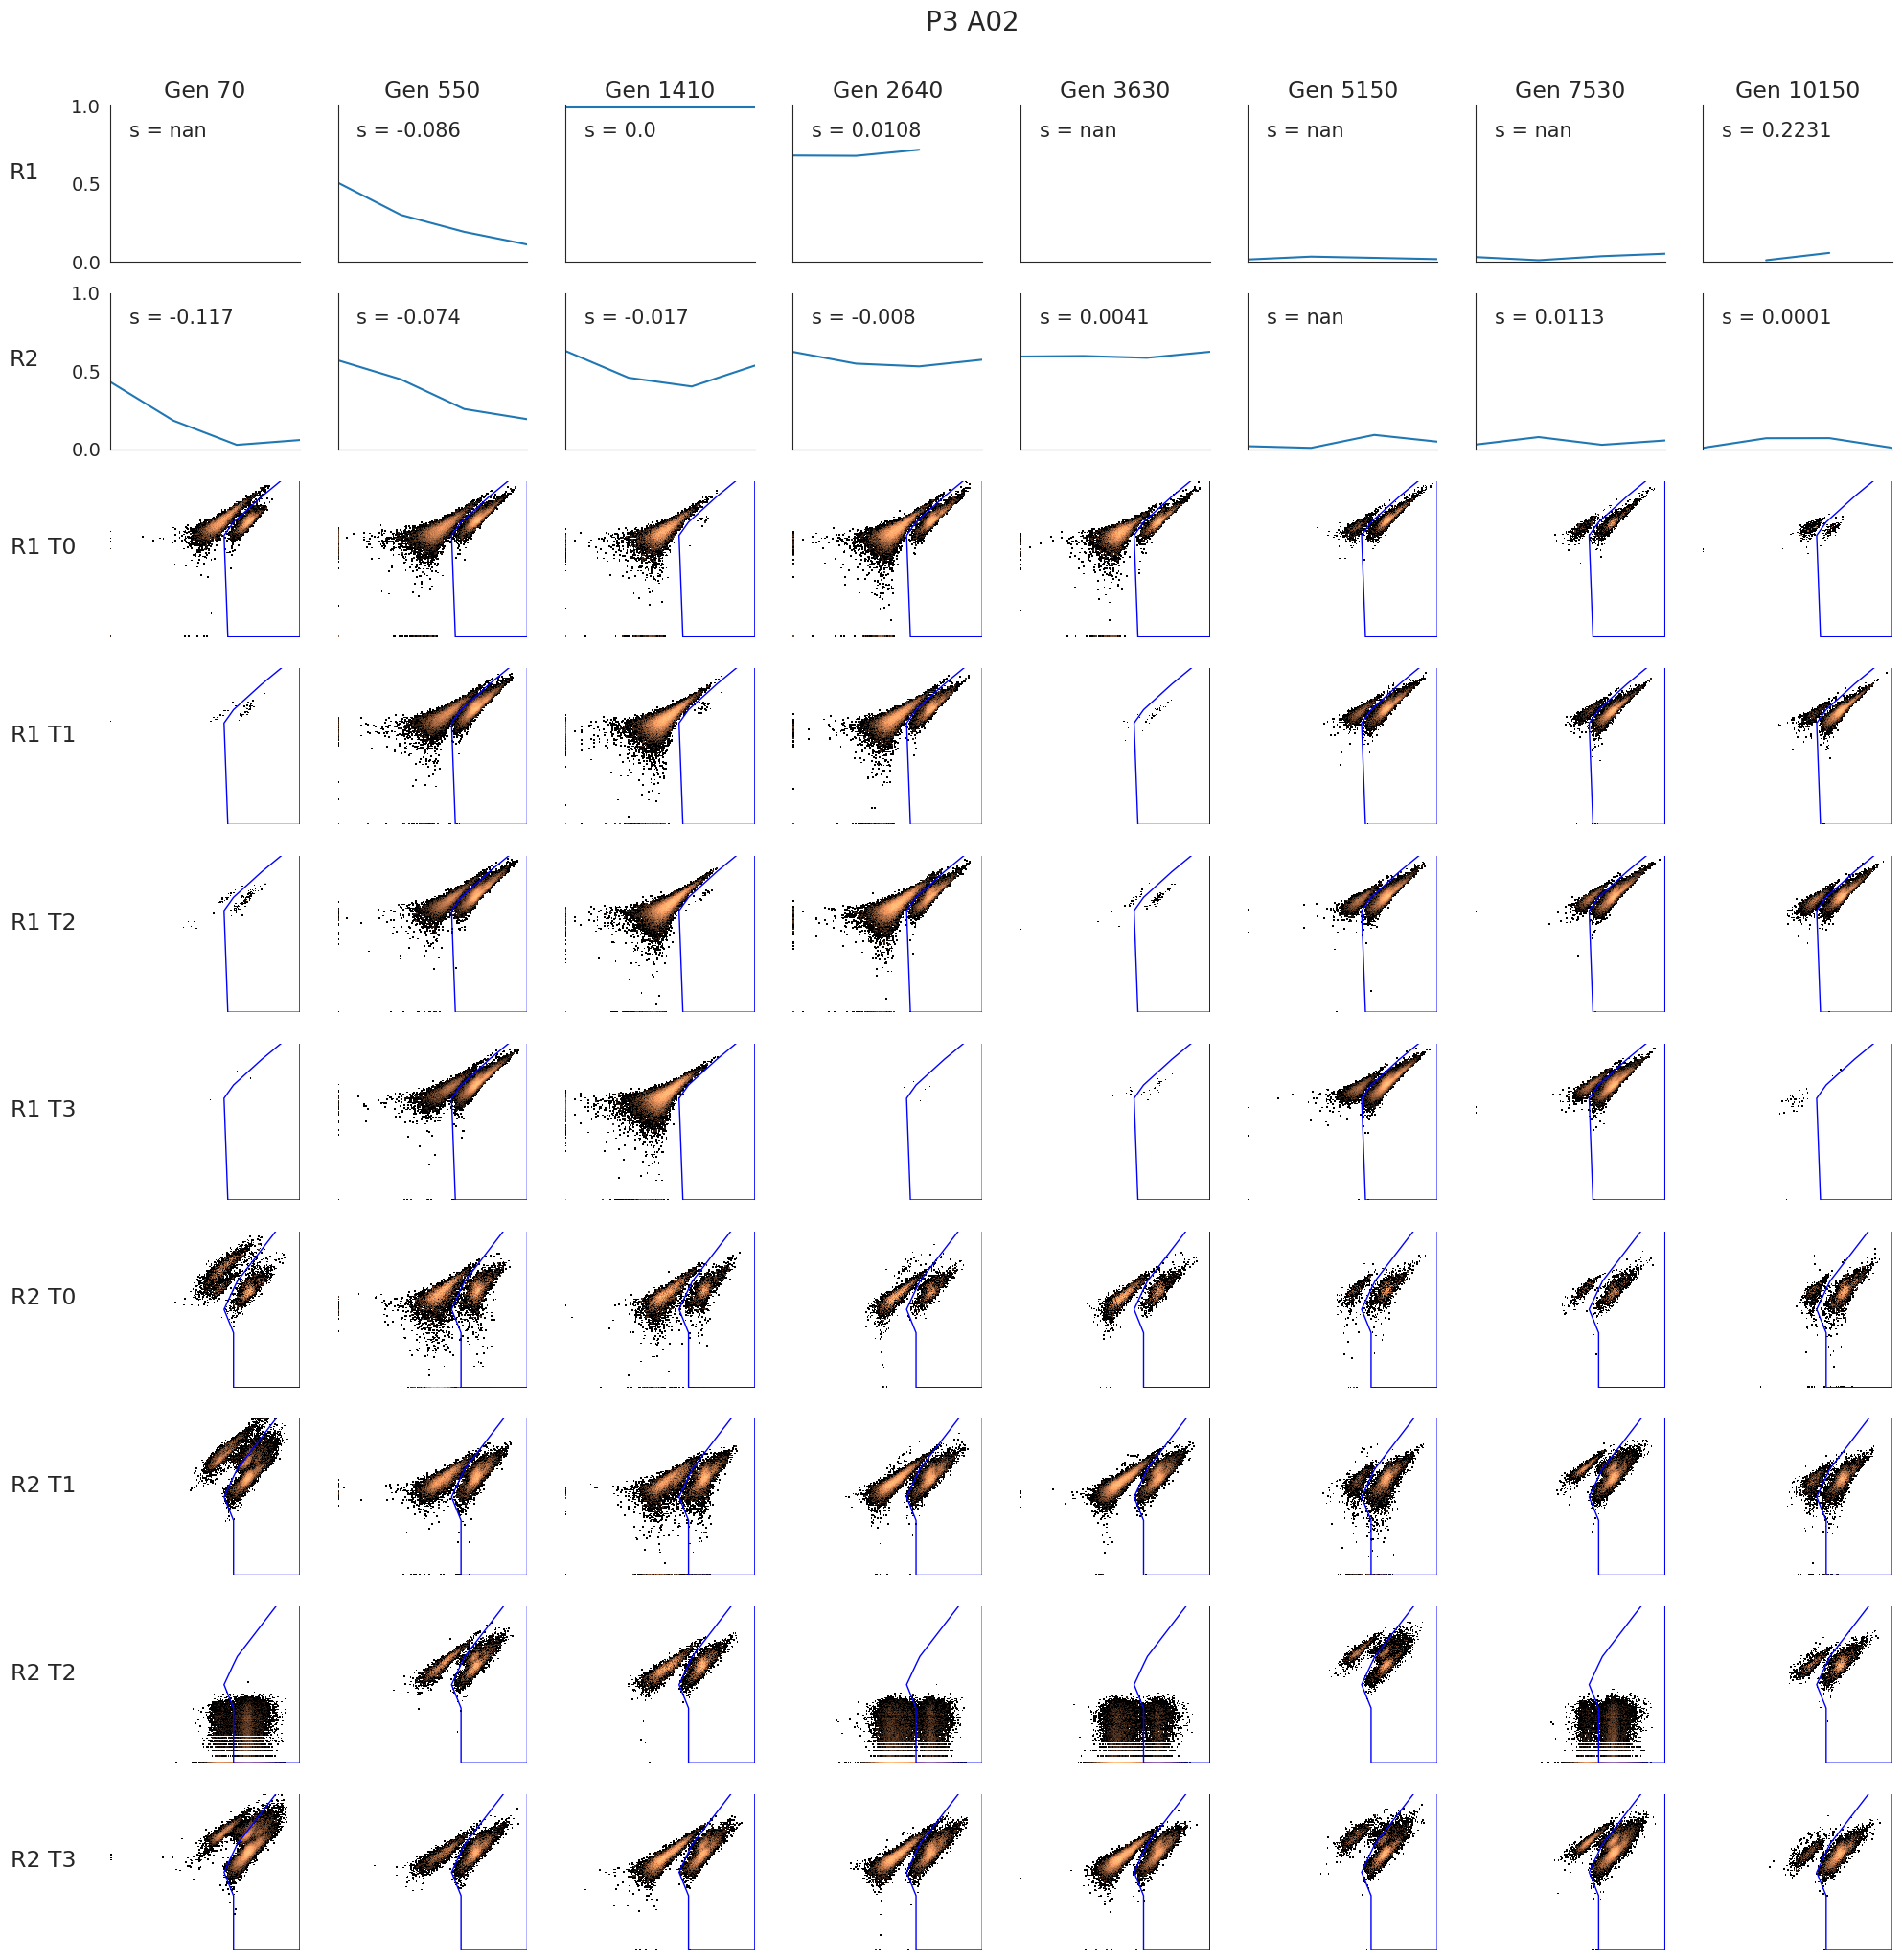 P3 A02
Gen 70 Gen 550 Gen 1410 Gen 2640 Gen 3630 Gen 5150 Gen 7530 Gen 10150
1.0
s = nan s = -0.086 s = 0.0 s = 0.0108 s = nan s = nan s = nan s = 0.2231
R1
0.5
0.0
1.0
s = -0.117 s = -0.074 s = -0.017 s = -0.008 s = 0.0041 s = nan s = 0.0113 s = 0.0001
R2
0.5
0.0
R1 T0
R1 T1
R1 T2
R1 T3
R2 T0
R2 T1
R2 T2
R2 T3